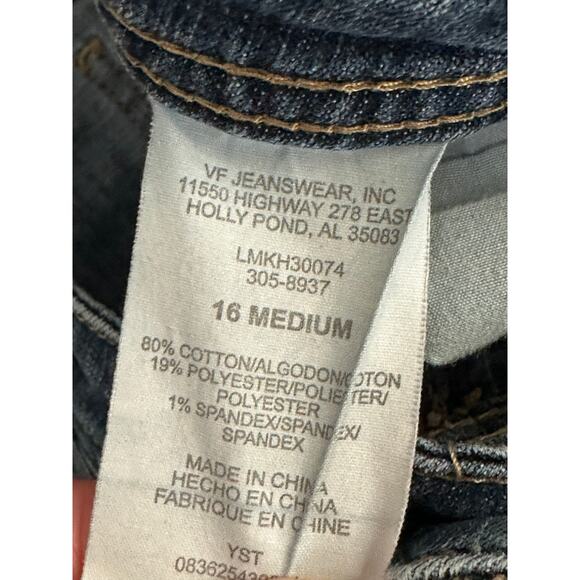 VF JEANSWEAR, INC
11550 HIGHWAY 278 EAST
HOLLY POND, AL 35083
LMKH30074
305-8937
16 MEDIUM
80% COTTON/ALGODON/COTON
19% POLYESTER/POLIESTER/
POLYESTER
1% SPANDEX/SPANDEX/
SPANDEX
MADE IN CHINA
HECHO EN CHINA
FABRIQUE EN CHINE
YST